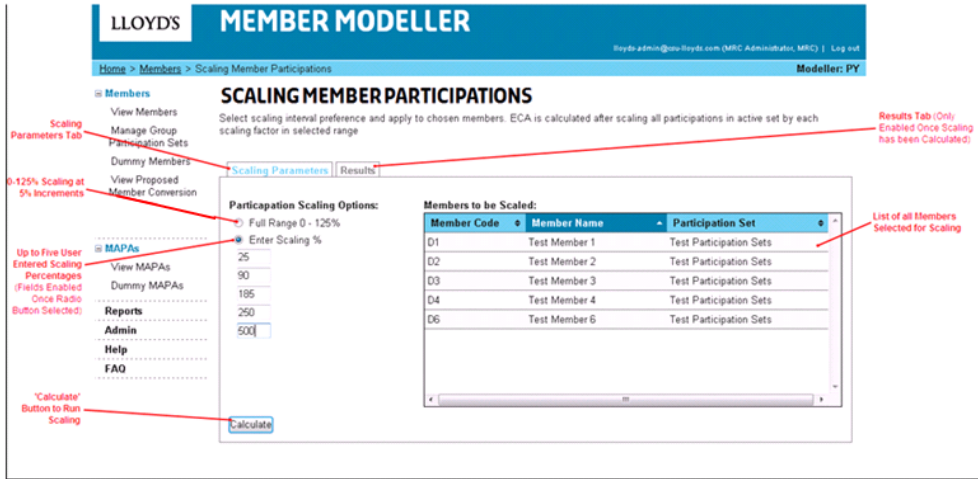 LLOYD'S
MEMBER MODELLER
lloyds-admin@ssu-lloyds.com (MRC Administrator, MRC) | Log out
Home > Members > Scaling Member Participations
Modeller: PY
Members
View Members
Manage Group
Participation Sets
Dummy Members
View Proposed
Member Conversion
MAPAs
View MAPAs
Dummy MAPAs
Reports
Admin
Help
FAQ
SCALING MEMBER PARTICIPATIONS
Select scaling interval preference and apply to chosen members. ECA is calculated after scaling all participations in active set by each
scaling factor in selected range
Scaling Parameters
Results
Particapation Scaling Options:
Full Range 0 - 125%
Enter Scaling %
25
90
185
250
500
Calculate
Members to be Scaled:
Member Code Member Name Participation Set
D1 Test Member 1 Test Participation Sets
D2 Test Member 2 Test Participation Sets
D3 Test Member 3 Test Participation Sets
D4 Test Member 4 Test Participation Sets
D6 Test Member 6 Test Participation Sets
Scaling
Parameters Tab
0-125% Scaling at
5% Increments
Up to Five User
Entered Scaling
Percentages
(Fields Enabled
Once Radio
Button Selected)
'Calculate'
Button to Run
Scaling
Results Tab (Only
Enabled Once Scaling
has been Calculated)
List of all Members
Selected for Scaling